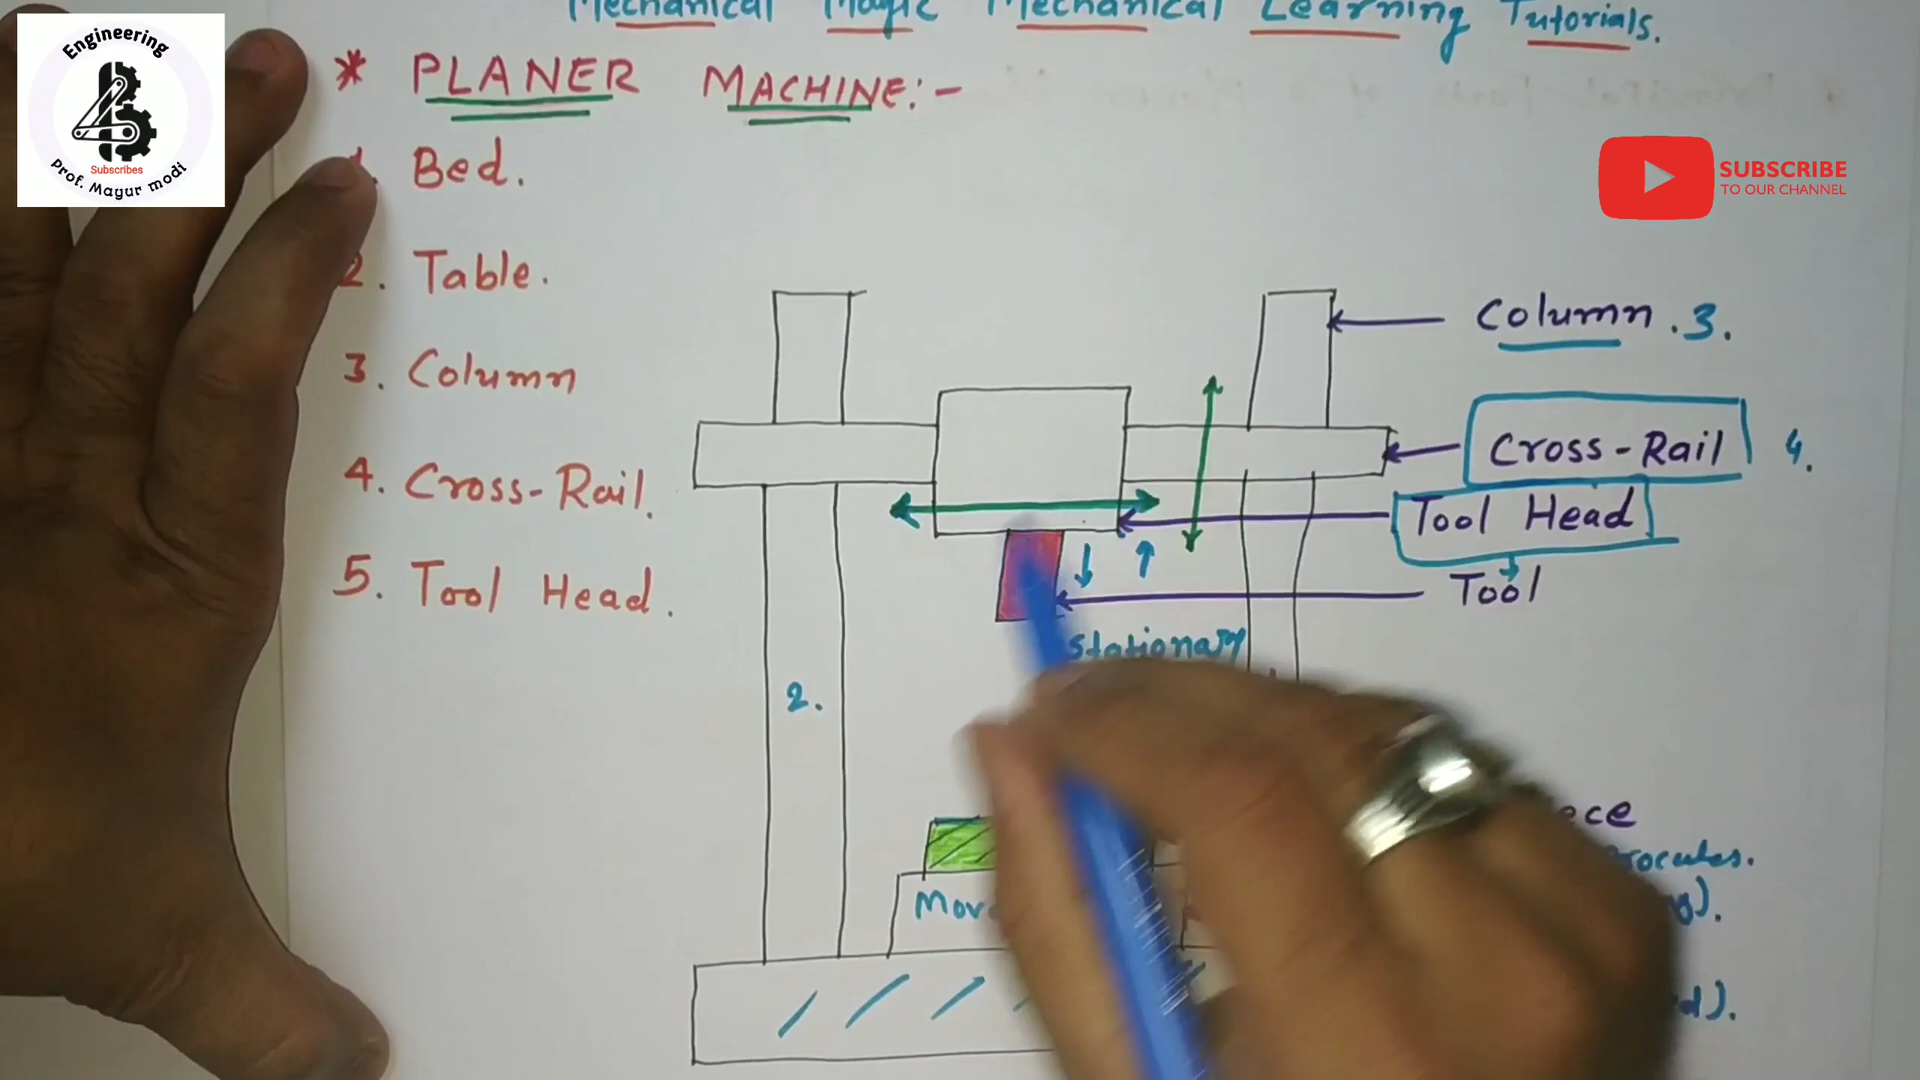 Mechanical Magic Mechanical Learning Tutorials.
Engineering
Subscribes
Prof. Mayur modi
* PLANER MACHINE:-
SUBSCRIBE
TO OUR CHANNEL
1. Bed.
2. Table.
3. Column
4. Cross-Rail.
5. Tool Head.
Column. 3.
Cross-Rail 4.
Tool Head
Tool
Stationary
2.